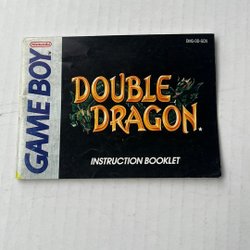 Nintendo
GAME BOY
DOUBLE
DRAGON
INSTRUCTION BOOKLET